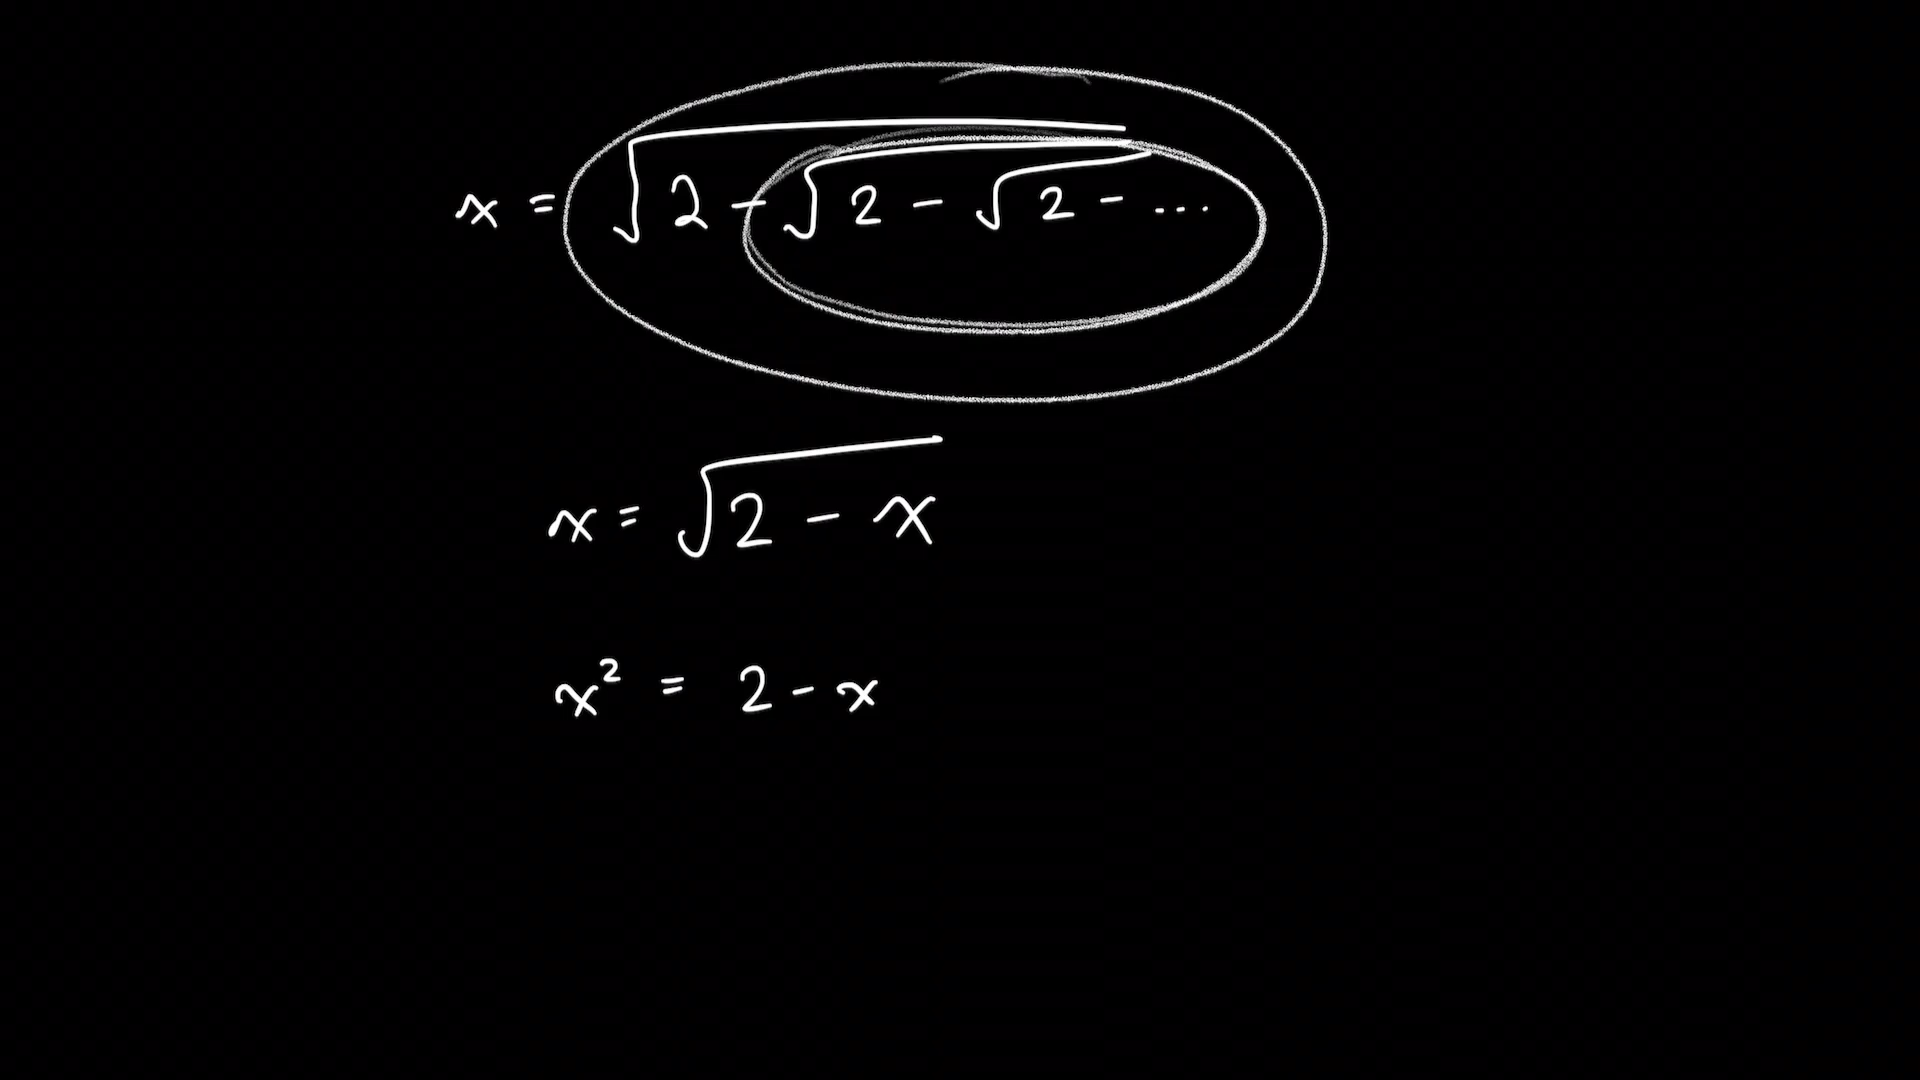 x = √2 - √2 - √2 - ...
x = √2 - x
x² = 2 - x